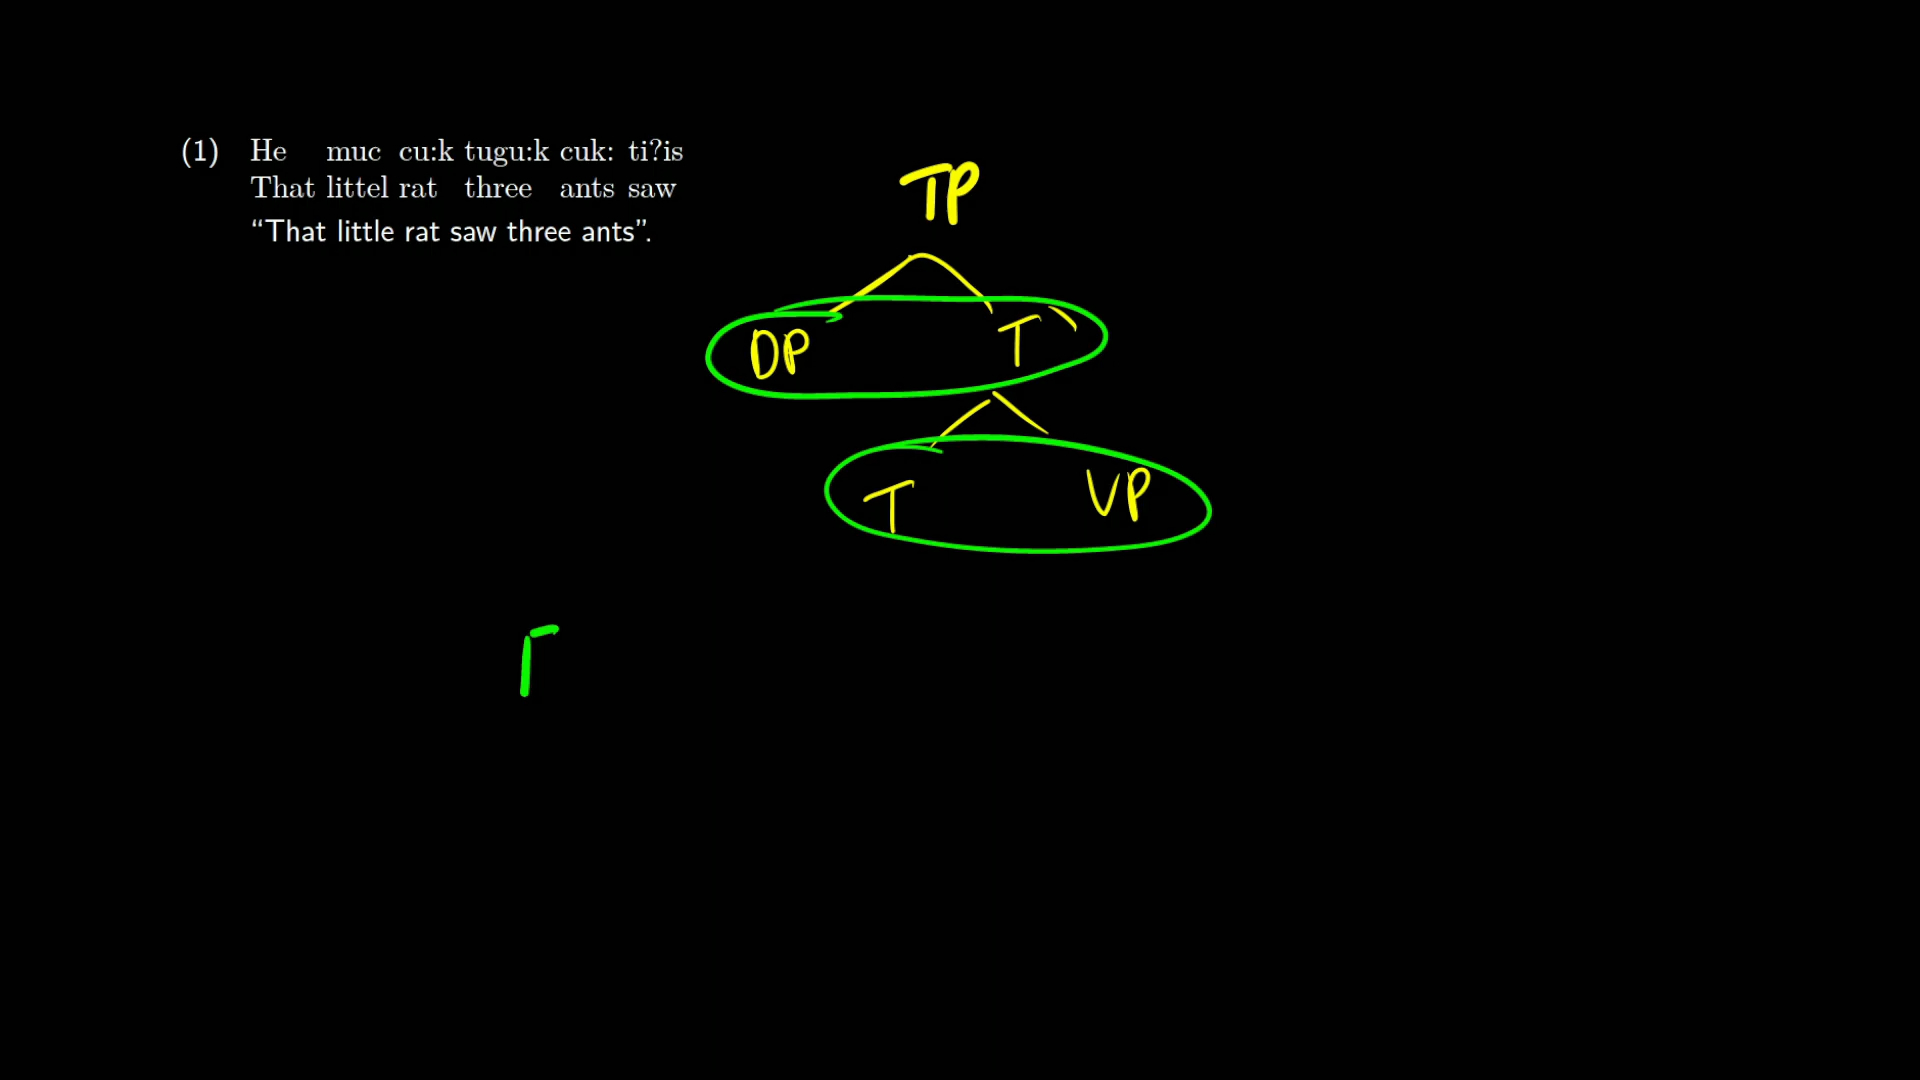 (1) He muc cu:k tugu:k cuk: ti?is
That littel rat three ants saw
“That little rat saw three ants”.
TP
DP T`
T VP